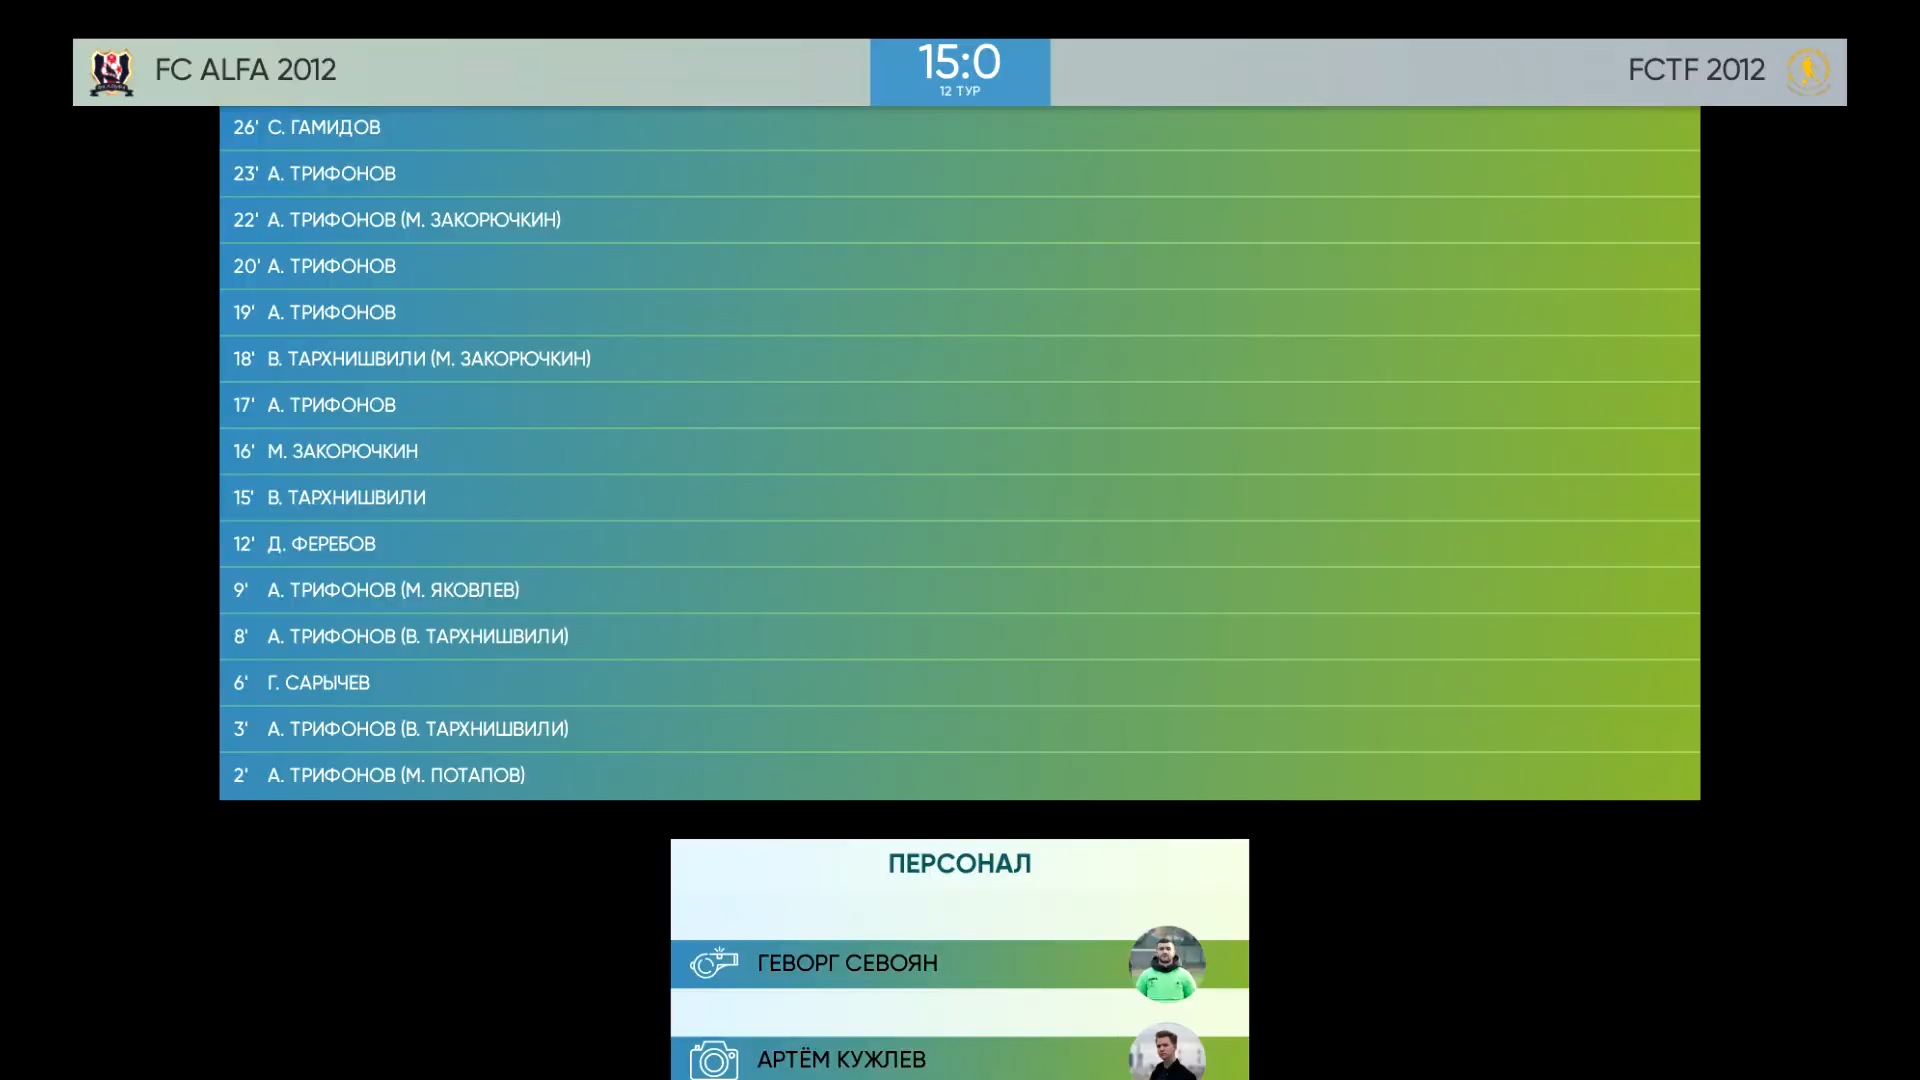 FC ALFA 2012
15:0
12 ТУР
FCTF 2012
26' С. ГАМИДОВ
23' А. ТРИФОНОВ
22' А. ТРИФОНОВ (М. ЗАКОРЮЧКИН)
20' А. ТРИФОНОВ
19' А. ТРИФОНОВ
18' В. ТАРХНИШВИЛИ (М. ЗАКОРЮЧКИН)
17' А. ТРИФОНОВ
16' М. ЗАКОРЮЧКИН
15' В. ТАРХНИШВИЛИ
12' Д. ФЕРЕБОВ
9' А. ТРИФОНОВ (М. ЯКОВЛЕВ)
8' А. ТРИФОНОВ (В. ТАРХНИШВИЛИ)
6' Г. САРЫЧЕВ
3' А. ТРИФОНОВ (В. ТАРХНИШВИЛИ)
2' А. ТРИФОНОВ (М. ПОТАПОВ)
ПЕРСОНАЛ
ГЕВОРГ СЕВОЯН
АРТЁМ КУЖЛЕВ